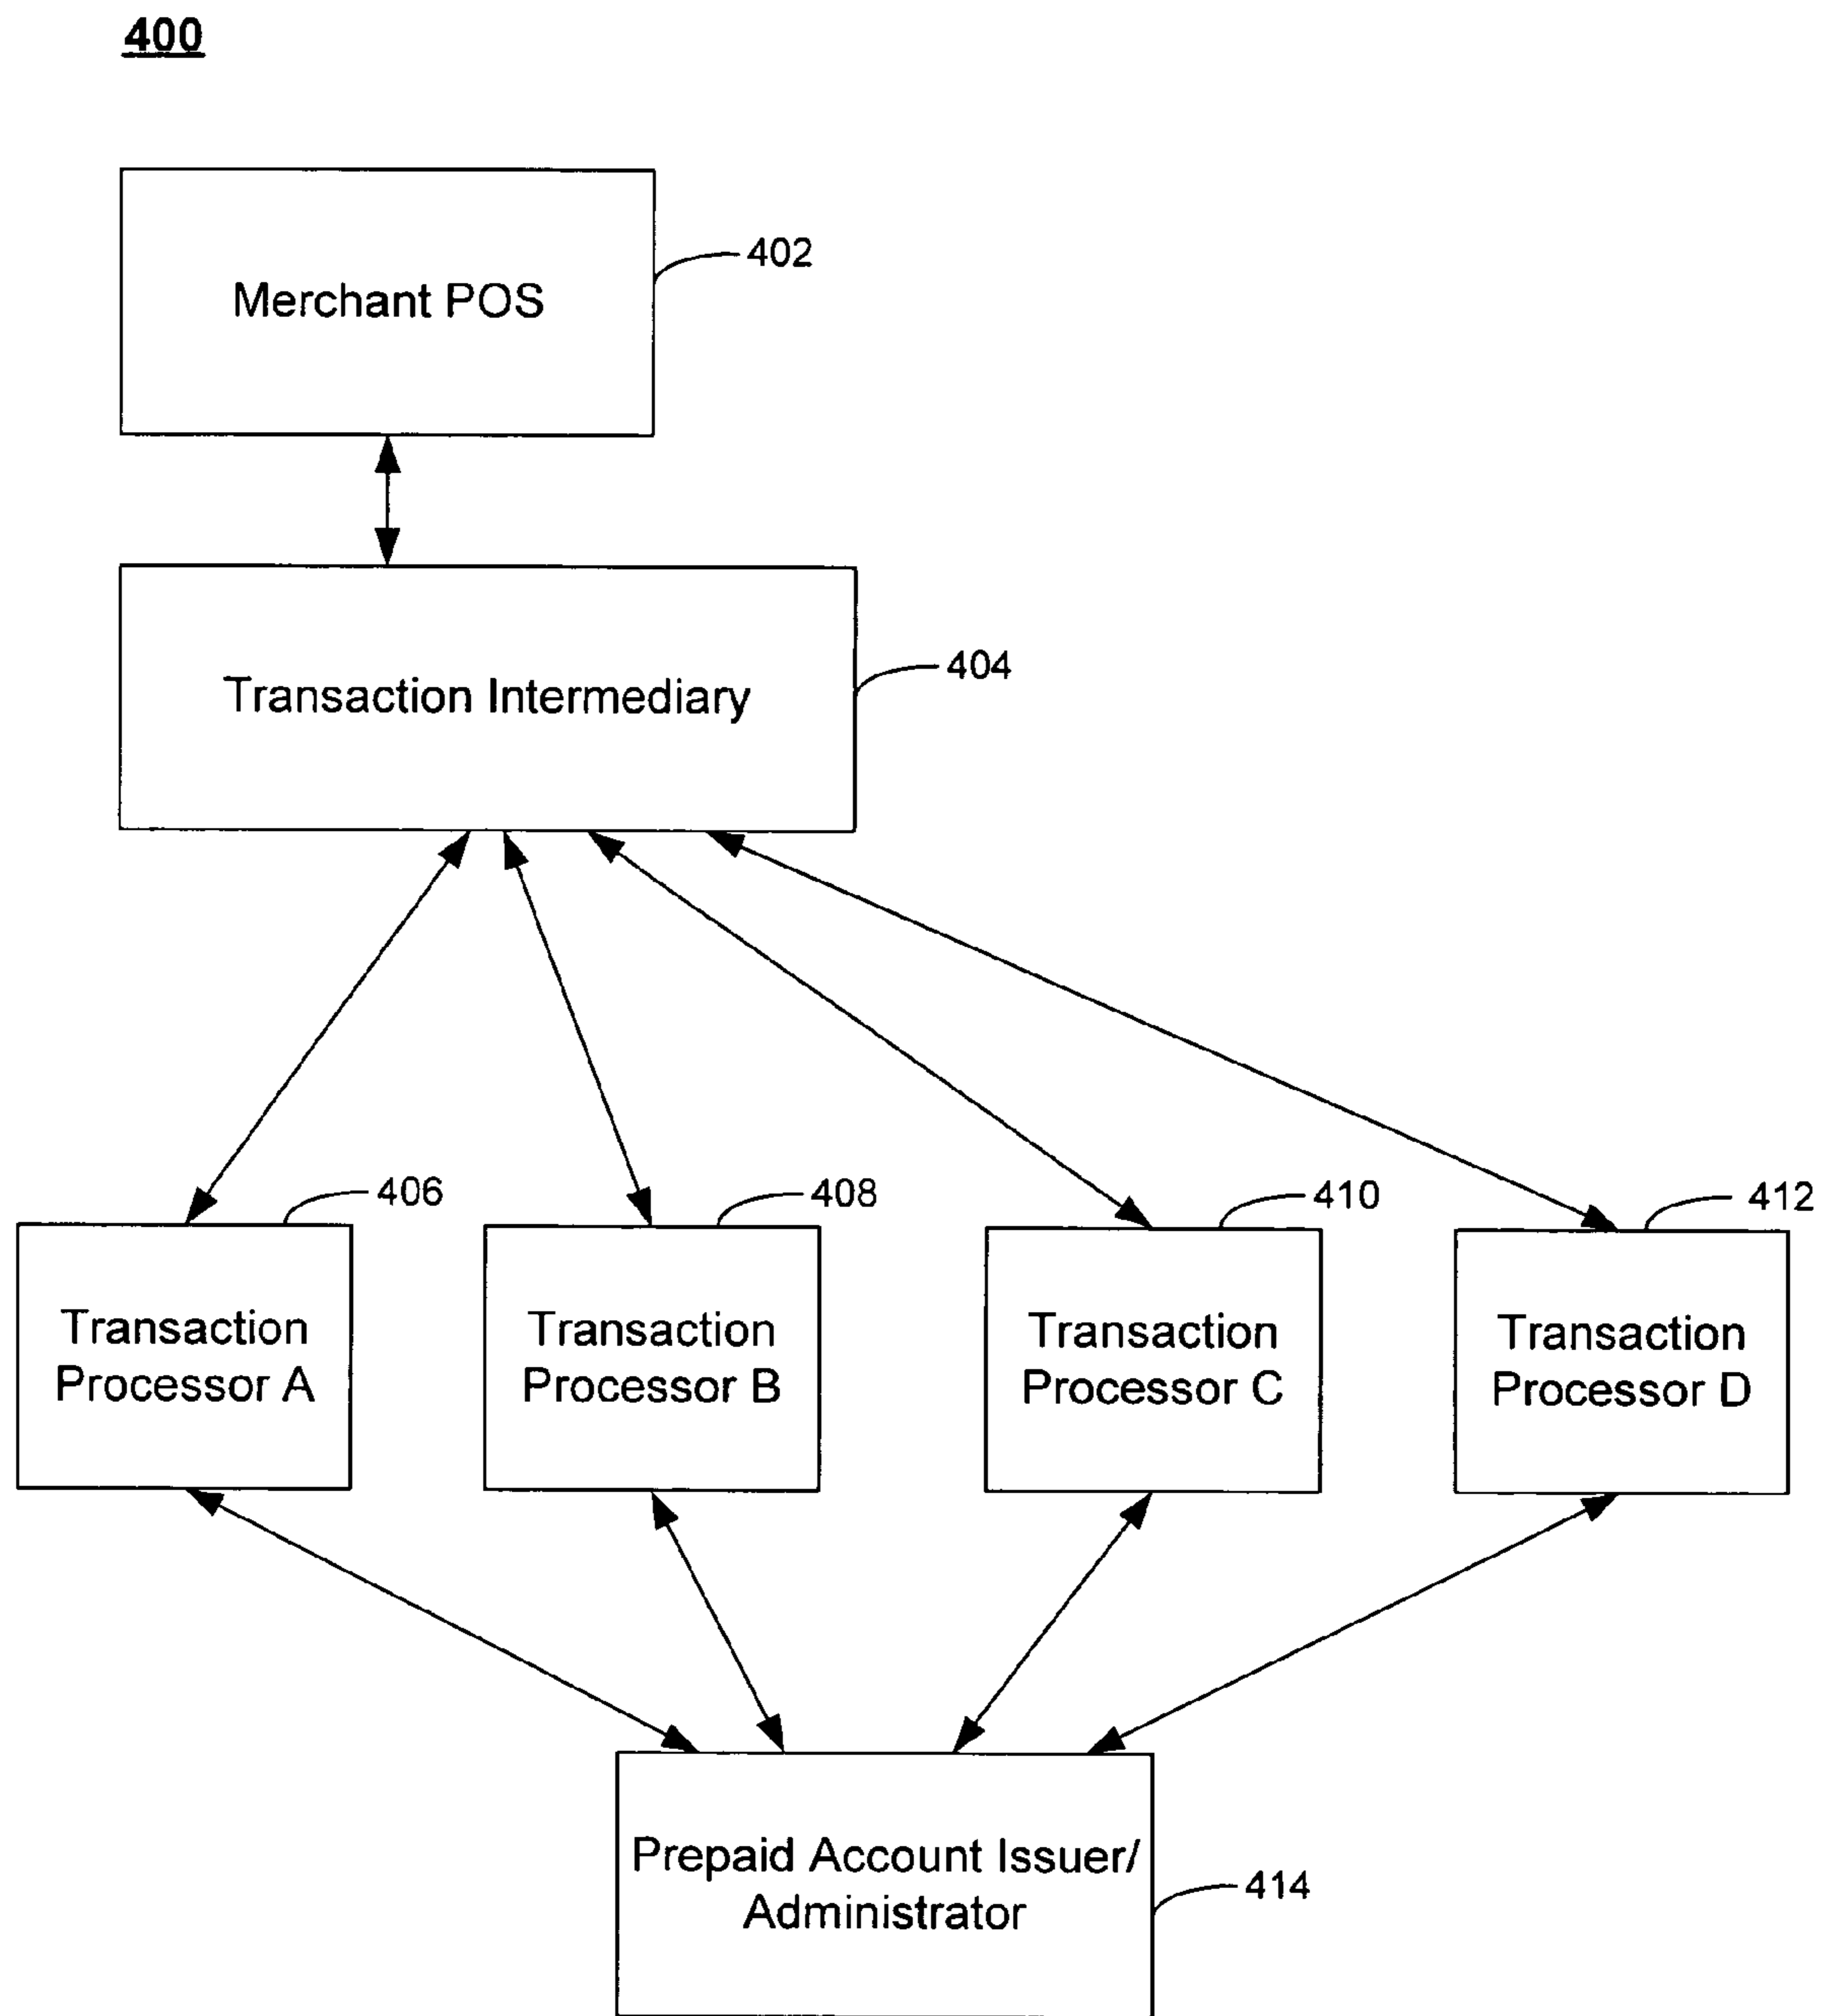 400
Merchant POS
402
Transaction Intermediary
404
406
408
410
412
Transaction
Processor A
Transaction
Processor B
Transaction
Processor C
Transaction
Processor D
Prepaid Account Issuer/
Administrator
414